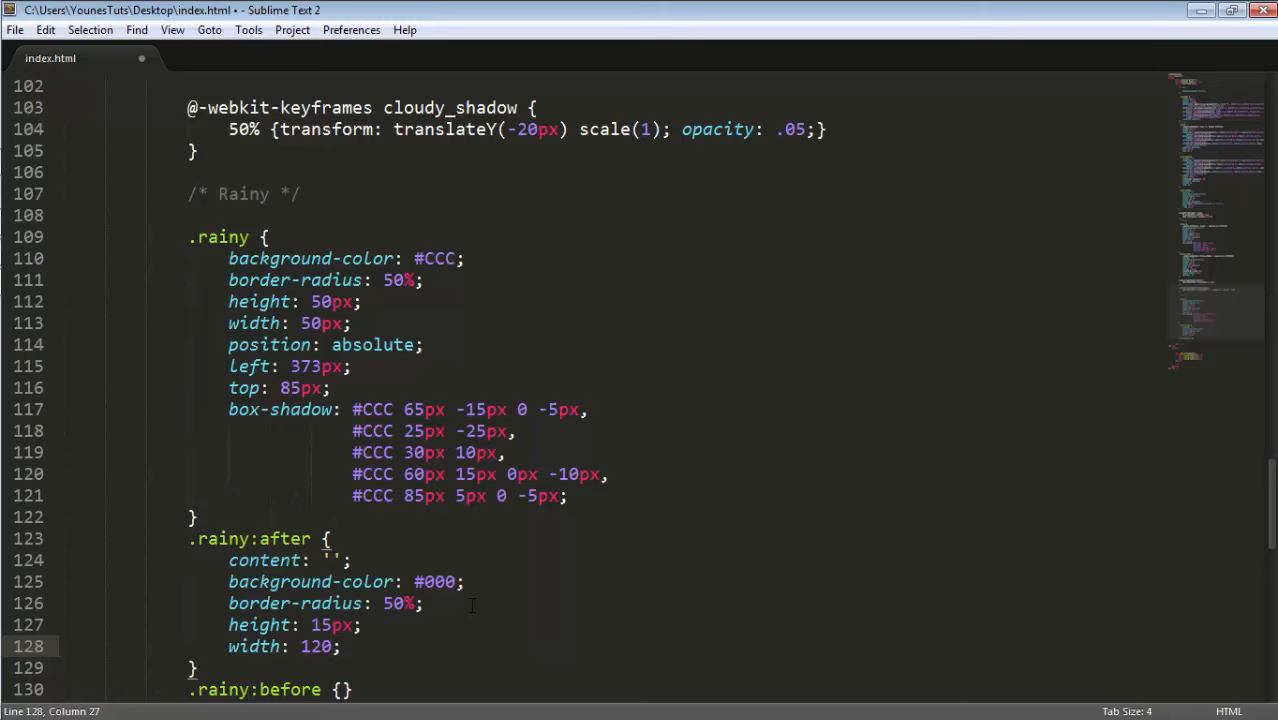 C:\Users\YounesTuts\Desktop\index.html • - Sublime Text 2
File Edit Selection Find View Goto Tools Project Preferences Help
index.html
102
103 @-webkit-keyframes cloudy_shadow {
104 50% {transform: translateY(-20px) scale(1); opacity: .05;}
105 }
106
107 /* Rainy */
108
109 .rainy {
110 background-color: #CCC;
111 border-radius: 50%;
112 height: 50px;
113 width: 50px;
114 position: absolute;
115 left: 373px;
116 top: 85px;
117 box-shadow: #CCC 65px -15px 0 -5px,
118 #CCC 25px -25px,
119 #CCC 30px 10px,
120 #CCC 60px 15px 0px -10px,
121 #CCC 85px 5px 0 -5px;
122 }
123 .rainy:after {
124 content: '';
125 background-color: #000;
126 border-radius: 50%;
127 height: 15px;
128 width: 120;
129 }
130 .rainy:before {}
Line 128, Column 27 Tab Size: 4 HTML